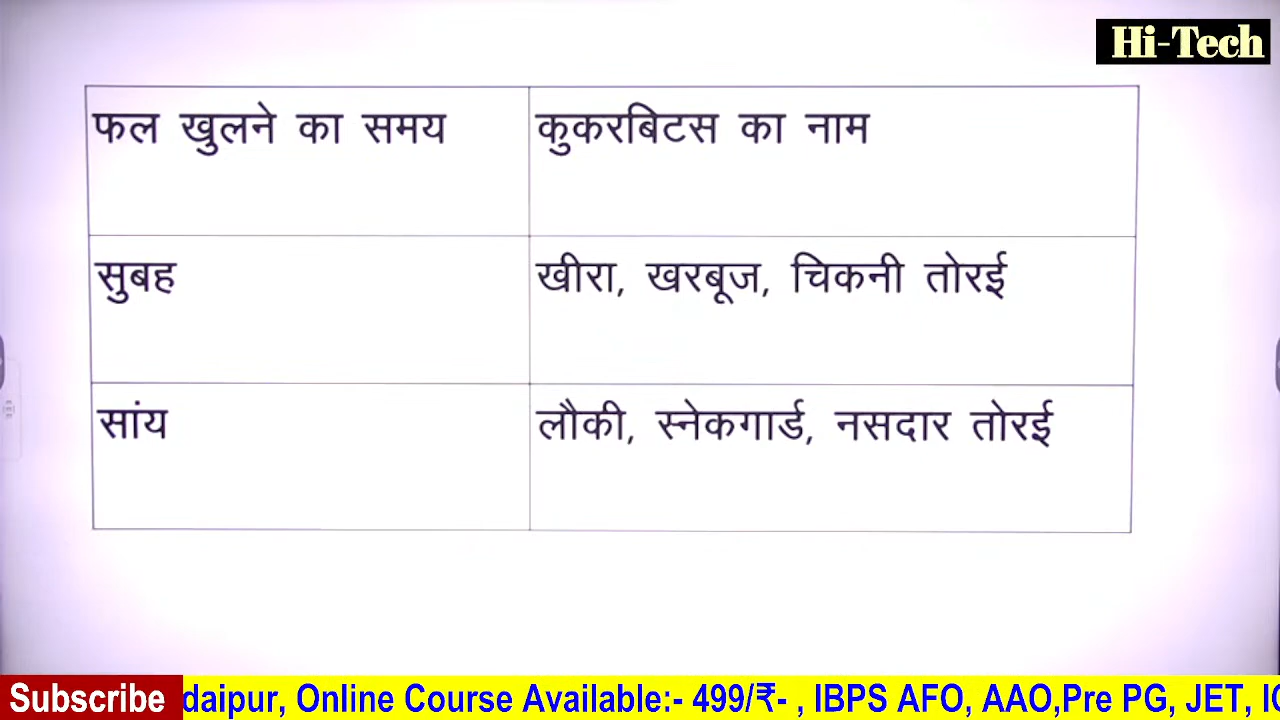 Hi-Tech
फल खुलने का समय कुकरबिटस का नाम
सुबह खीरा, खरबूज, चिकनी तोरई
सांय लौकी, स्नेकगार्ड, नसदार तोरई
Subscribe daipur, Online Course Available:- 499/₹- , IBPS AFO, AAO,Pre PG, JET,